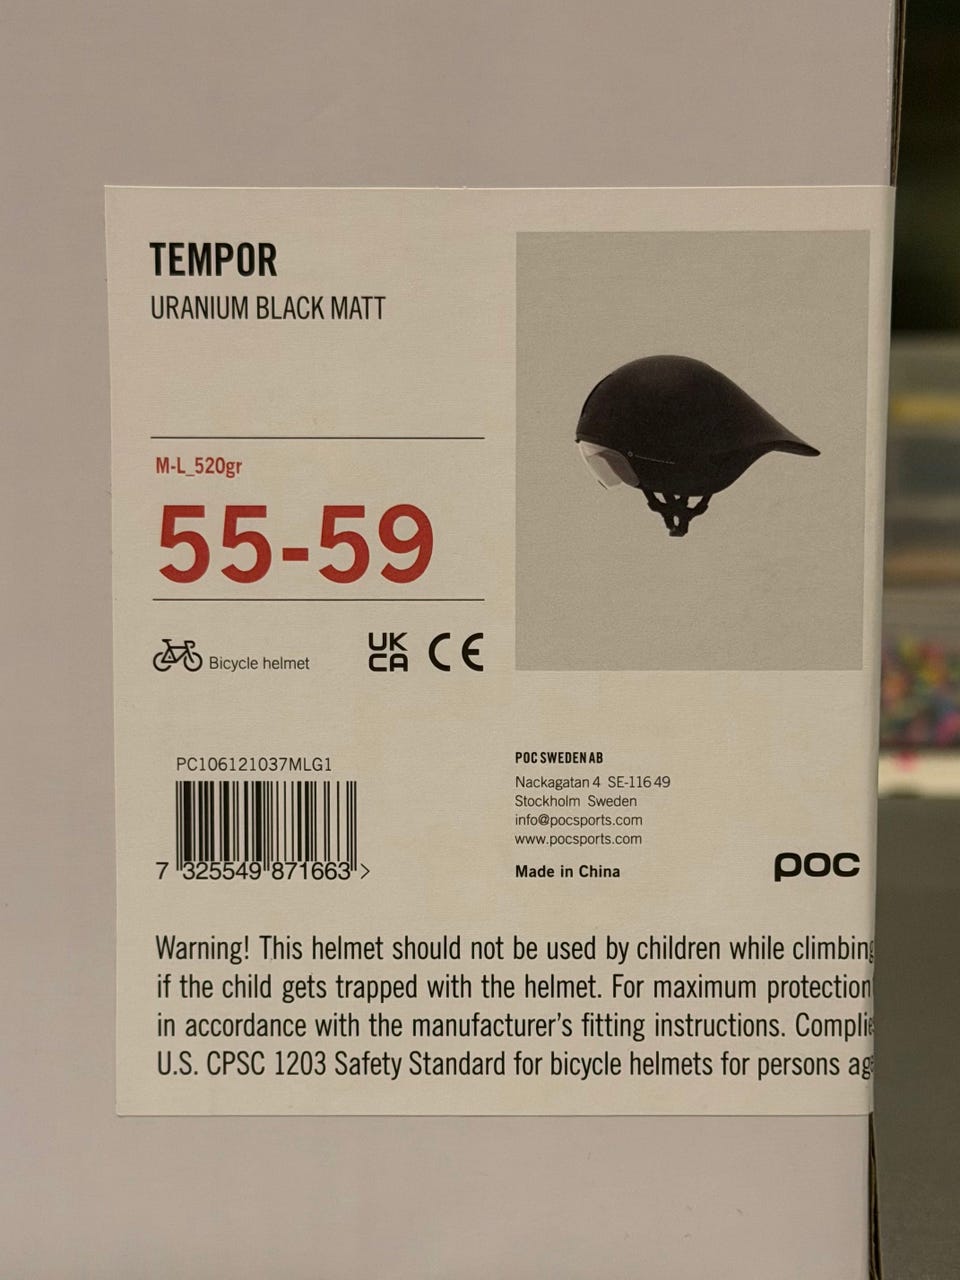 TEMPOR
URANIUM BLACK MATT
M-L_520gr
55-59
Bicycle helmet
UK
CA
CE
PC106121037MLG1
7 325549 871663 >
POC SWEDEN AB
Nackagatan 4 SE-116 49
Stockholm Sweden
info@pocsports.com
www.pocsports.com
Made in China
POC
Warning! This helmet should not be used by children while climbing
if the child gets trapped with the helmet. For maximum protection
in accordance with the manufacturer's fitting instructions.
U.S. CPSC 1203 Safety Standard for bicycle helmets for persons